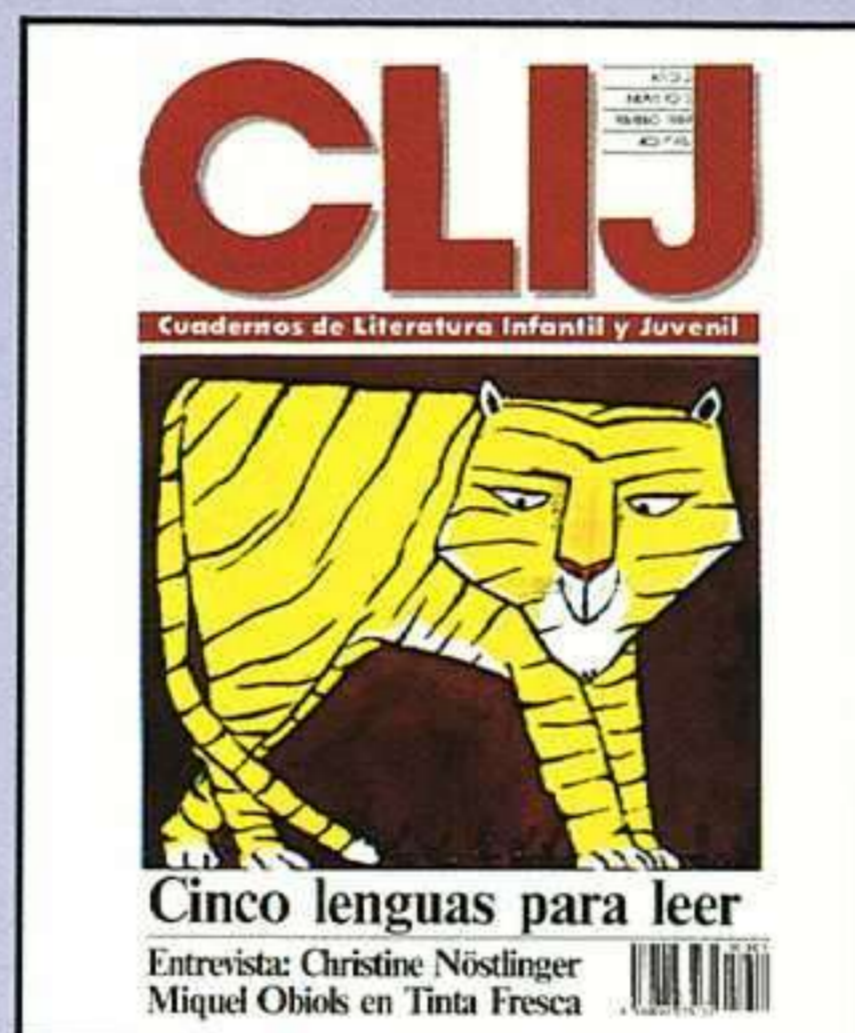 CLIJ
Cuadernos de Literatura Infantil y Juvenil
Cinco lenguas para leer
Entrevista: Christine Nöstlinger
Miquel Obiols en Tinta Fresca